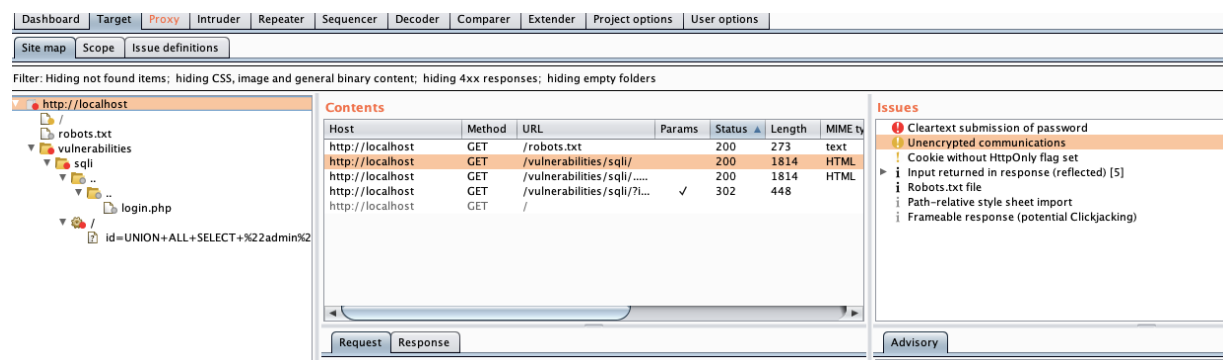 Dashboard Target Proxy Intruder Repeater Sequencer Decoder Comparer Extender Project options User options
Site map Scope Issue definitions
Filter: Hiding not found items; hiding CSS, image and general binary content; hiding 4xx responses; hiding empty folders
http://localhost
/
robots.txt
vulnerabilities
sqli
..
..
login.php
/
id=UNION+ALL+SELECT+%22admin%2
Contents
Host Method URL Params Status Length MIME ty
http://localhost GET /robots.txt 200 273 text
http://localhost GET /vulnerabilities/sqli/ 200 1814 HTML
http://localhost GET /vulnerabilities/sqli/..... 200 1814 HTML
http://localhost GET /vulnerabilities/sqli/?i... ✓ 302 448
http://localhost GET /
Request Response
Issues
Cleartext submission of password
Unencrypted communications
Cookie without HttpOnly flag set
Input returned in response (reflected) [5]
Robots.txt file
Path-relative style sheet import
Frameable response (potential Clickjacking)
Advisory